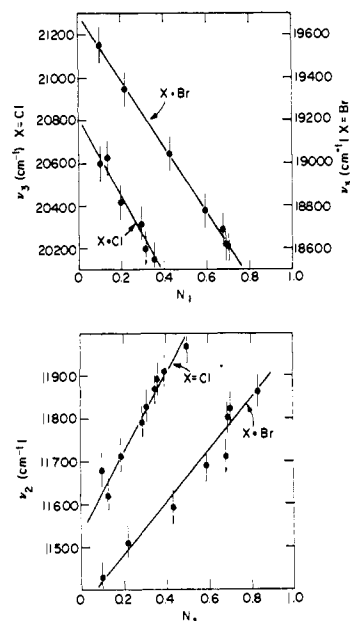 21200
21000
20800
20600
20400
20200
ν3 (cm⁻¹) X=Cl
19600
19400
19200
19000
18800
18600
νx (cm⁻¹) X=Br
X•Br
X•Cl
0 0.2 0.4 0.6 0.8 1.0
N1
11900
11800
11700
11600
11500
ν2 (cm⁻¹)
X=Cl
X•Br
0 0.2 0.4 0.6 0.8 1.0